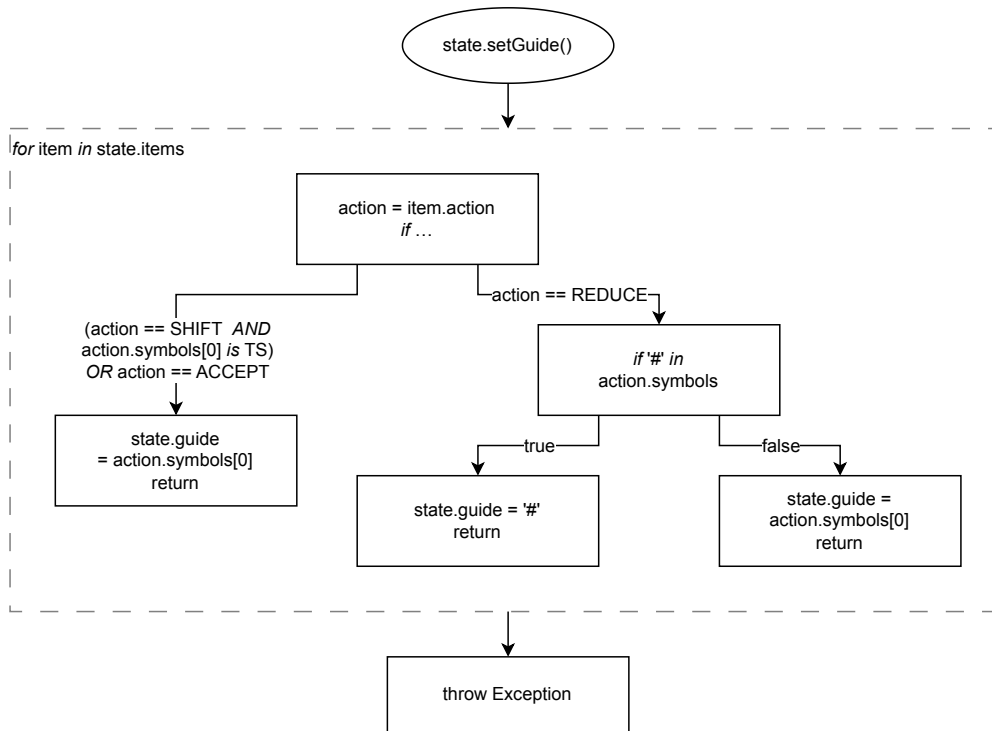 state.setGuide()
for item in state.items
action = item.action
if …
action == REDUCE
(action == SHIFT AND
action.symbols[0] is TS)
OR action == ACCEPT
if '#' in
action.symbols
state.guide
= action.symbols[0]
return
true
false
state.guide = '#'
return
state.guide =
action.symbols[0]
return
throw Exception